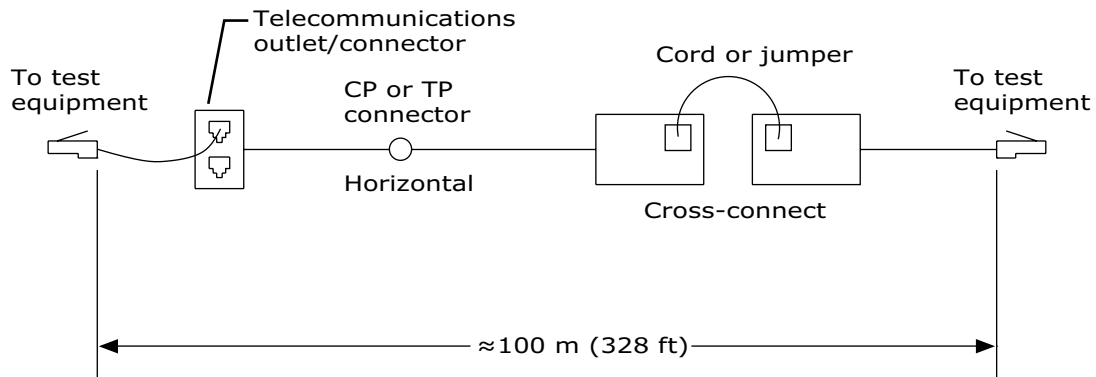 Telecommunications
outlet/connector
To test
equipment
CP or TP
connector
Cord or jumper
To test
equipment
Horizontal
Cross-connect
≈100 m (328 ft)